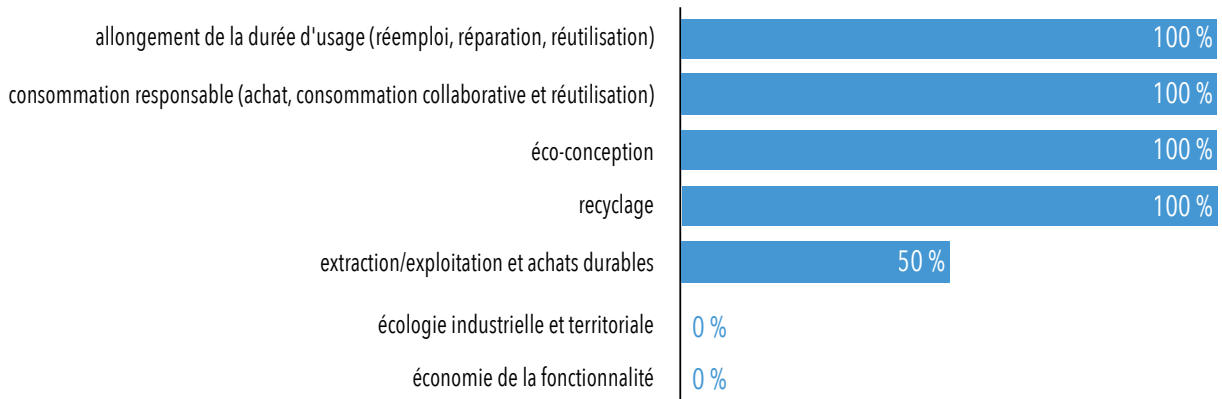 allongement de la durée d'usage (réemploi, réparation, réutilisation) 100 %
consommation responsable (achat, consommation collaborative et réutilisation) 100 %
éco-conception 100 %
recyclage 100 %
extraction/exploitation et achats durables 50 %
écologie industrielle et territoriale 0 %
économie de la fonctionnalité 0 %